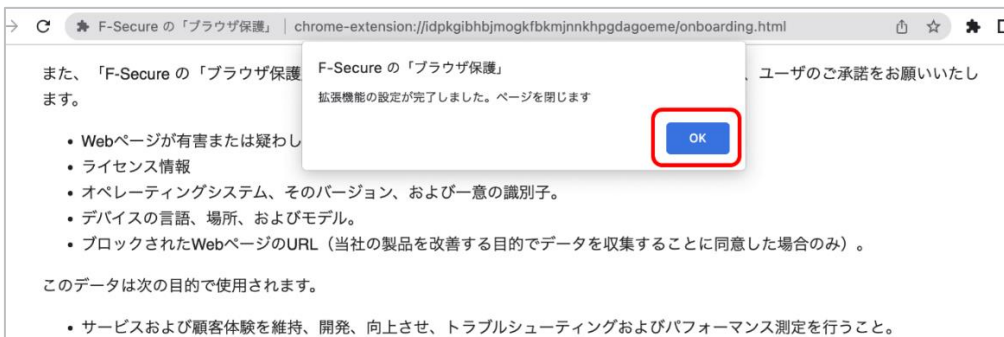 F-Secure の「ブラウザ保護」 | chrome-extension://idpkgibhbjmogkfbkmjnnkhpgdagoeme/onboarding.html
F-Secure の「ブラウザ保護」
拡張機能の設定が完了しました。ページを閉じます
OK
また、「F-Secure の「ブラウザ保護 、ユーザのご承諾をお願いいたし
ます。
• Webページが有害または疑わし
• ライセンス情報
• オペレーティングシステム、そのバージョン、および一意の識別子。
• デバイスの言語、場所、およびモデル。
• ブロックされたWebページのURL（当社の製品を改善する目的でデータを収集することに同意した場合のみ）。
このデータは次の目的で使用されます。
• サービスおよび顧客体験を維持、開発、向上させ、トラブルシューティングおよびパフォーマンス測定を行うこと。